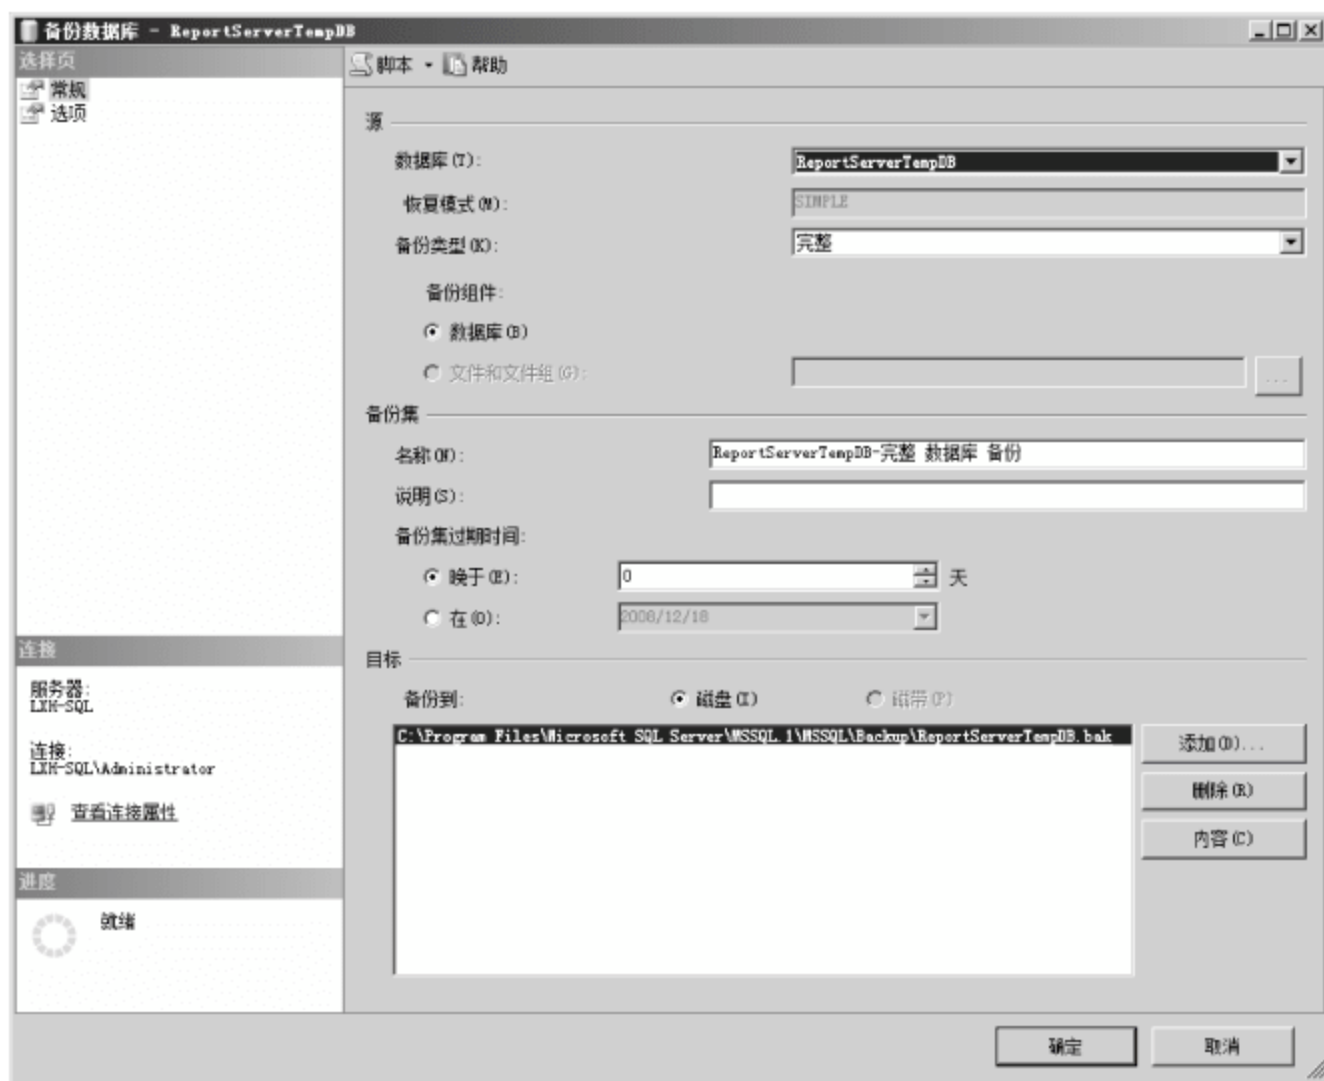 备份数据库 - ReportServerTempDB
选择页
常规
选项
脚本 帮助
源
数据库(T): ReportServerTempDB
恢复模式(M): SIMPLE
备份类型(K): 完整
备份组件:
数据库(B)
文件和文件组(G): ...
备份集
名称(N): ReportServerTempDB-完整 数据库 备份
说明(S):
备份集过期时间:
晚于(E): 0 天
在(O): 2008/12/18
目标
备份到: 磁盘(I) 磁带(P)
C:\Program Files\Microsoft SQL Server\MSSQL.1\MSSQL\Backup\ReportServerTempDB.bak
添加(D)...
删除(R)
内容(C)
连接
服务器:
LXH-SQL
连接:
LXH-SQL\Administrator
查看连接属性
进度
就绪
确定 取消